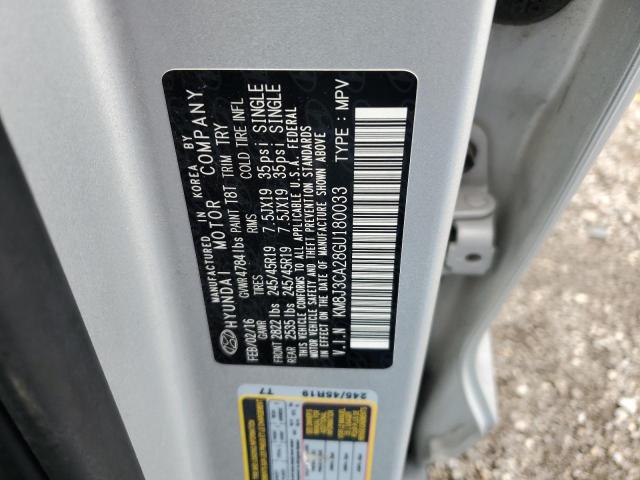 MANUFACTURED IN KOREA BY
HYUNDAI MOTOR COMPANY
FEB/02/16 GVWR4784lbs PAINT T8T TRIM TRY
GAWR TIRES RIMS COLD TIRE INFL
FRONT 2822 lbs 245/45R19 7.5JX19 35psi SINGLE
REAR 2535 lbs 245/45R19 7.5JX19 35psi SINGLE
THIS VEHICLE CONFORMS TO ALL APPLICABLE U.S.A. FEDERAL
MOTOR VEHICLE SAFETY, BUMPER, AND THEFT PREVENTION STANDARDS
IN EFFECT ON THE DATE OF MANUFACTURE SHOWN ABOVE
V.I.N KM8J3CA28GU180033 TYPE : MPV
T7
245/45R19